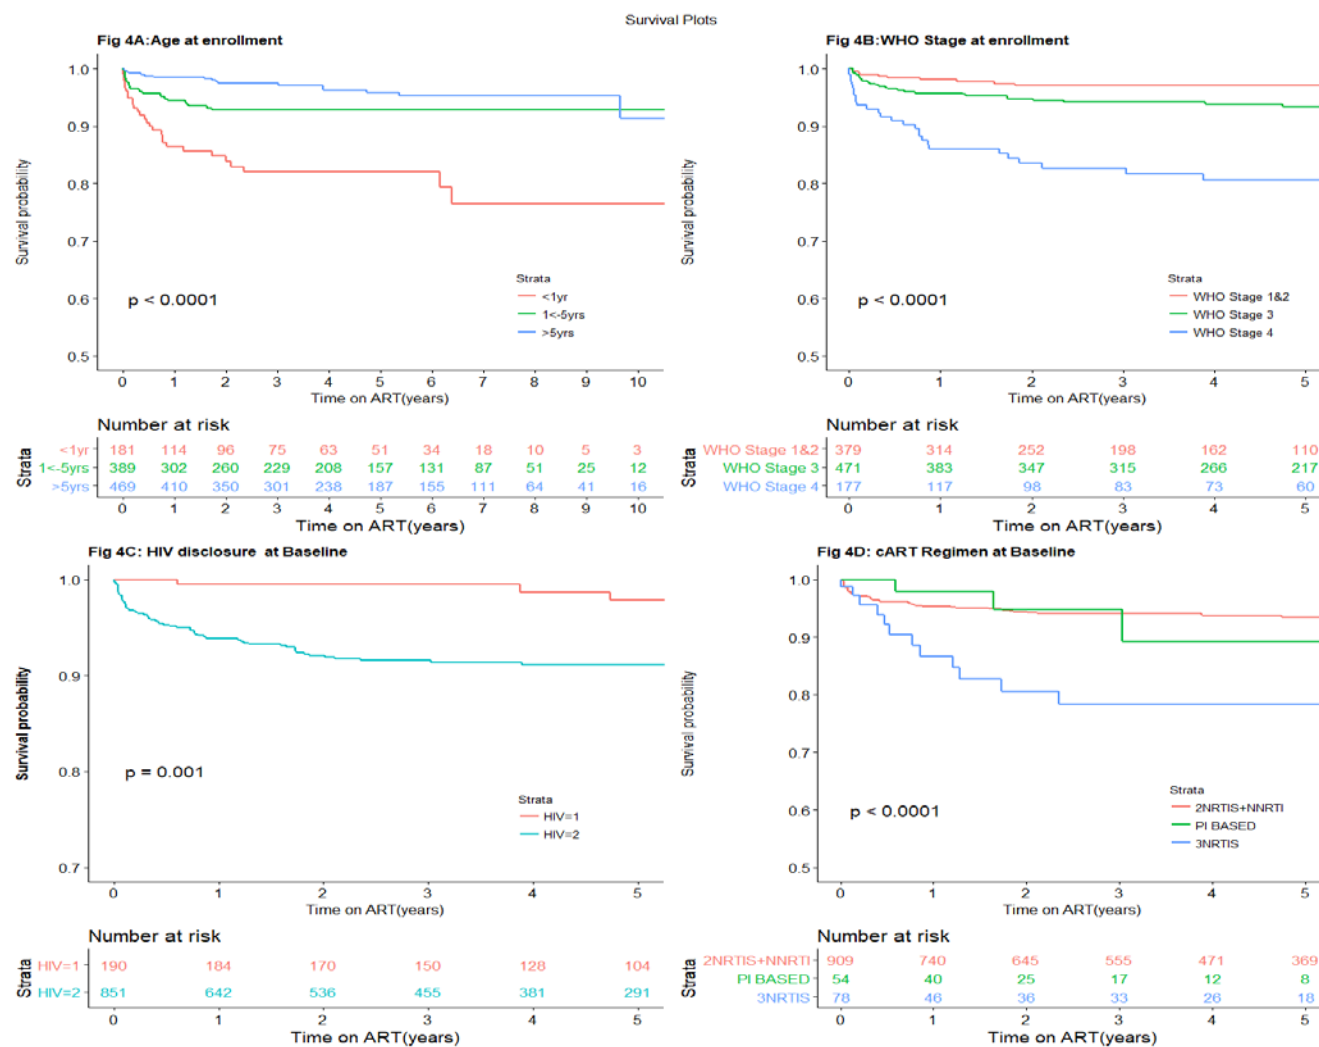 Survival Plots
Fig 4A:Age at enrollment
Survival probability
1.0
0.9
0.8
0.7
0.6
0.5
p < 0.0001
Strata
<1yr
1<-5yrs
>5yrs
0 1 2 3 4 5 6 7 8 9 10
Time on ART(years)
Number at risk
Strata
<1yr 181 114 96 75 63 51 34 18 10 5 3
1<-5yrs 389 302 260 229 208 157 131 87 51 25 12
>5yrs 469 410 350 301 238 187 155 111 64 41 16
0 1 2 3 4 5 6 7 8 9 10
Time on ART(years)
Fig 4B:WHO Stage at enrollment
Survival probability
1.0
0.9
0.8
0.7
0.6
0.5
p < 0.0001
Strata
WHO Stage 1&2
WHO Stage 3
WHO Stage 4
0 1 2 3 4 5
Time on ART(years)
Number at risk
Strata
WHO Stage 1&2 379 314 252 198 162 110
WHO Stage 3 471 383 347 315 266 217
WHO Stage 4 177 117 98 83 73 60
0 1 2 3 4 5
Time on ART(years)
Fig 4C: HIV disclosure at Baseline
Survival probability
1.0
0.9
0.8
0.7
p = 0.001
Strata
HIV=1
HIV=2
0 1 2 3 4 5
Time on ART(years)
Number at risk
Strata
HIV=1 190 184 170 150 128 104
HIV=2 851 642 536 455 381 291
0 1 2 3 4 5
Time on ART(years)
Fig 4D: cART Regimen at Baseline
Survival probability
1.0
0.9
0.8
0.7
0.6
0.5
p < 0.0001
Strata
2NRTIS+NNRTI
PI BASED
3NRTIS
0 1 2 3 4 5
Time on ART(years)
Number at risk
Strata
2NRTIS+NNRTI 909 740 645 555 471 369
PI BASED 54 40 25 17 12 8
3NRTIS 78 46 36 33 26 18
0 1 2 3 4 5
Time on ART(years)